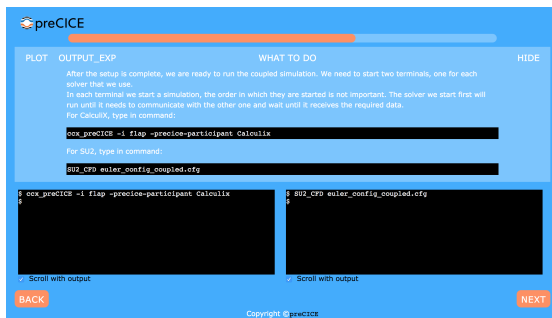 preCICE
PLOT OUTPUT_EXP WHAT TO DO HIDE
After the setup is complete, we are ready to run the coupled simulation. We need to start two terminals, one for each
solver that we use.
In each terminal we start a simulation, the order in which they are started is not important. The solver we start first will
run until it needs to communicate with the other one and wait until it receives the required data.
For CalculiX, type in command:
ccx_preCICE -i flap -precice-participant Calculix
For SU2, type in command:
SU2_CFD euler_config_coupled.cfg
$ ccx_preCICE -i flap -precice-participant Calculix
$
$ SU2_CFD euler_config_coupled.cfg
$
Scroll with output
Scroll with output
BACK
NEXT
Copyright @preCICE